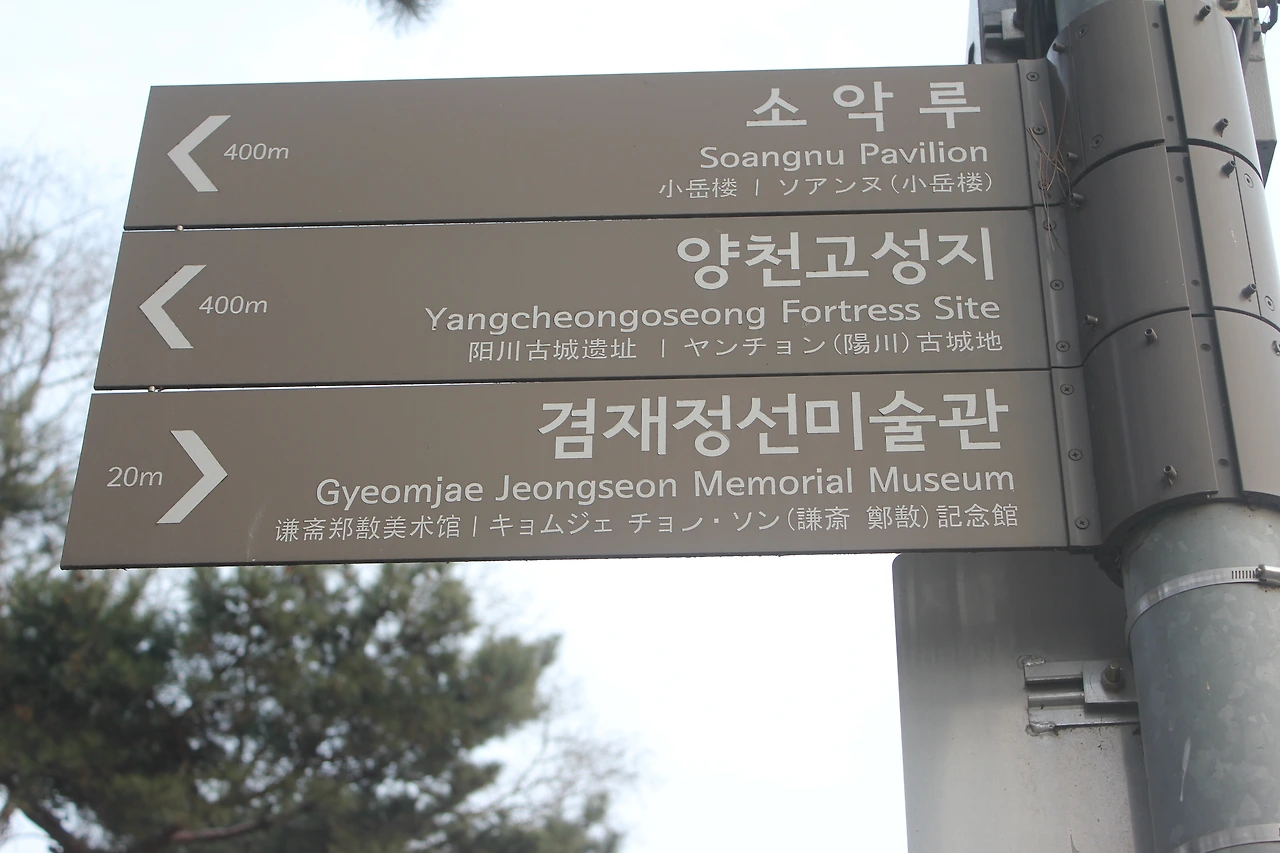 소 악 루
400m
Soangnu Pavilion
小岳楼 | ソアンヌ(小岳楼)
양천고성지
400m
Yangcheongoseong Fortress Site
阳川古城遗址 | ヤンチョン(陽川)古城地
겸재정선미술관
20m
Gyeomjae Jeongseon Memorial Museum
谦斋郑敾美术馆 | キョムジェ チョン・ソン(謙斎 鄭敾)記念館